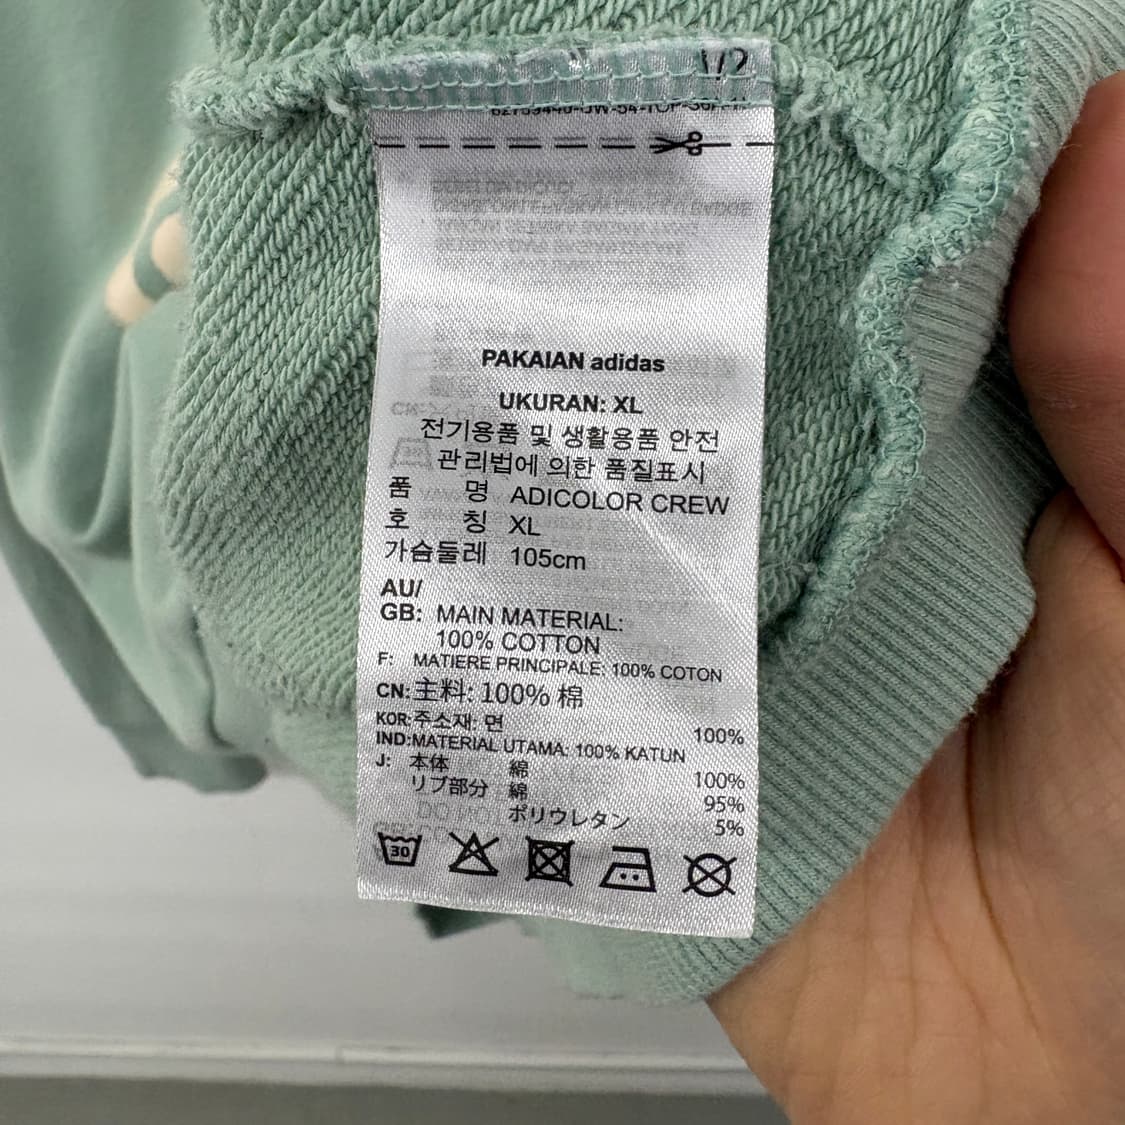 PAKAIAN adidas
UKURAN: XL
전기용품 및 생활용품 안전
관리법에 의한 품질표시
품 명 ADICOLOR CREW
호 칭 XL
가슴둘레 105cm
AU/
GB: MAIN MATERIAL:
100% COTTON
F: MATIERE PRINCIPALE: 100% COTON
CN: 主料: 100% 棉
KOR: 주소재: 면 100%
IND: MATERIAL UTAMA: 100% KATUN
J: 本体 綿 100%
リブ部分 綿 95%
ポリウレタン 5%
30